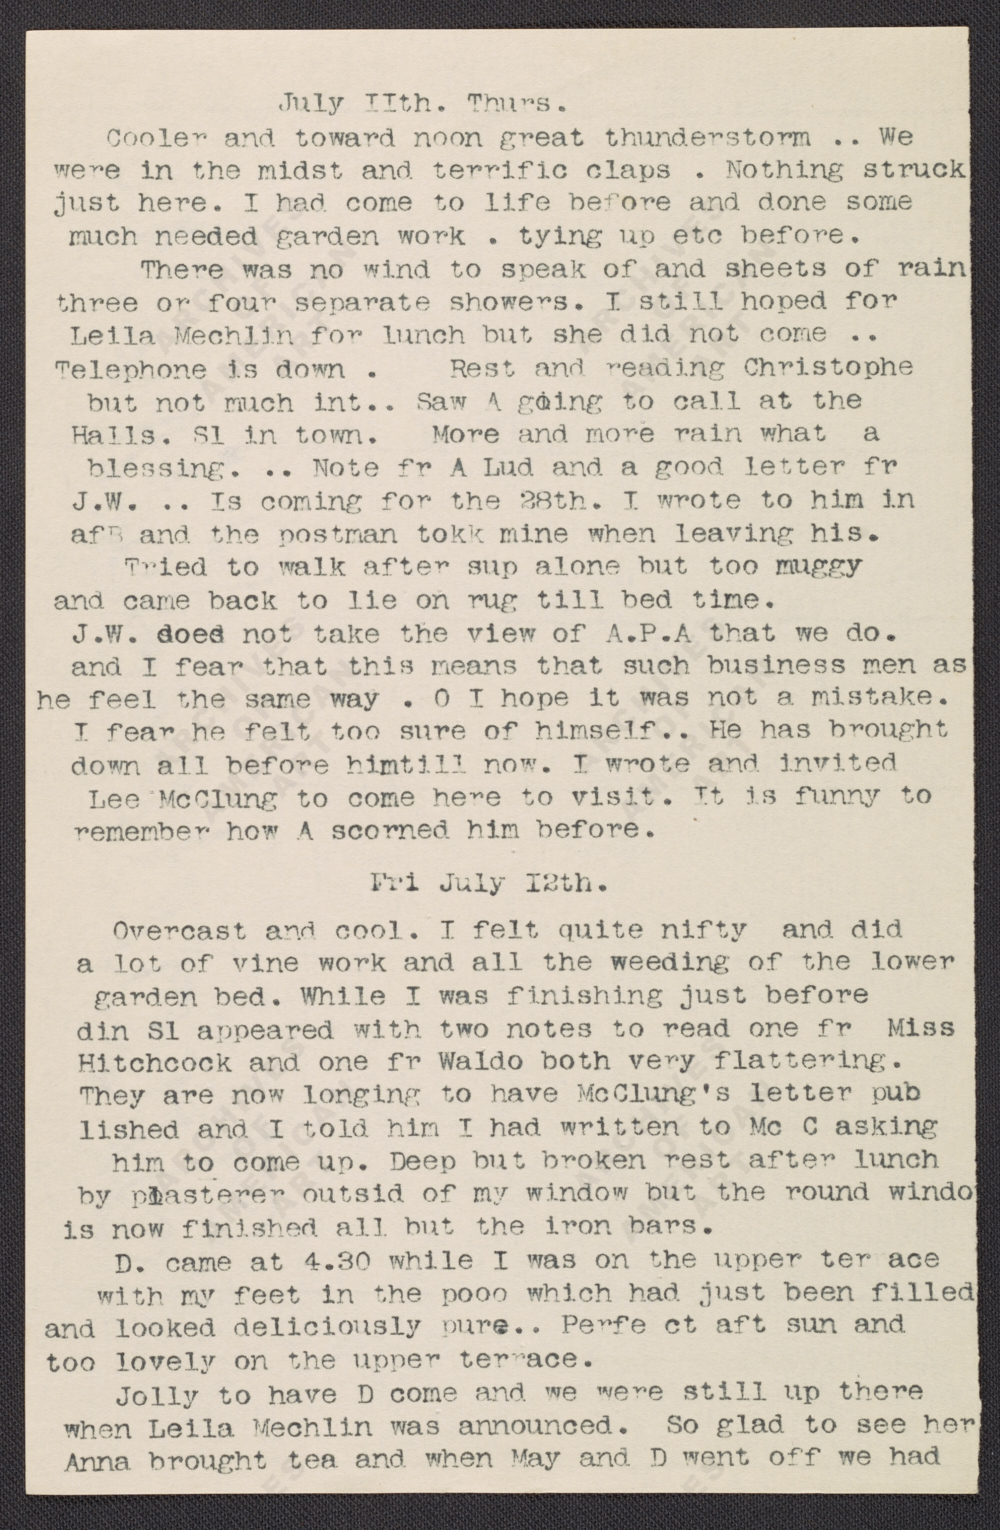 July IIth. Thurs.
Cooler and toward noon great thunderstorm .. We
were in the midst and terrific claps . Nothing struck
just here. I had come to life before and done some
much needed garden work . tying up etc before.
There was no wind to speak of and sheets of rain
three or four separate showers. I still hoped for
Leila Mechlin for lunch but she did not come ..
Telephone is down . Rest and reading Christophe
but not much int.. Saw A going to call at the
Halls. Sl in town. More and more rain what a
blessing. .. Note fr A Lud and a good letter fr
J.W. .. Is coming for the 28th. I wrote to him in
and the postman tokk mine when leaving his.
Tried to walk after sup alone but too muggy
and came back to lie on rug till bed time.
J.W. does not take the view of A.P.A that we do.
and I fear that this means that such business men as
he feel the same way . O I hope it was not a mistake.
I fear he felt too sure of himself.. He has brought
down all before himtill now. I wrote and invited
Lee McClung to come here to visit. It is funny to
remember how A scorned him before.
Fri July I2th.
Overcast and cool. I felt quite nifty and did
a lot of vine work and all the weeding of the lower
garden bed. While I was finishing just before
din Sl appeared with two notes to read one fr Miss
Hitchcock and one fr Waldo both very flattering.
They are now longing to have McClung's letter pub
lished and I told him I had written to Mc C asking
him to come up. Deep but broken rest after lunch
by plasterer outsid of my window but the round windo
is now finished all but the iron bars.
D. came at 4.30 while I was on the upper ter ace
with my feet in the pooo which had just been filled
and looked deliciously pure.. Perfe ct aft sun and
too lovely on the upper terrace.
Jolly to have D come and we were still up there
when Leila Mechlin was announced. So glad to see her
Anna brought tea and when May and D went off we had